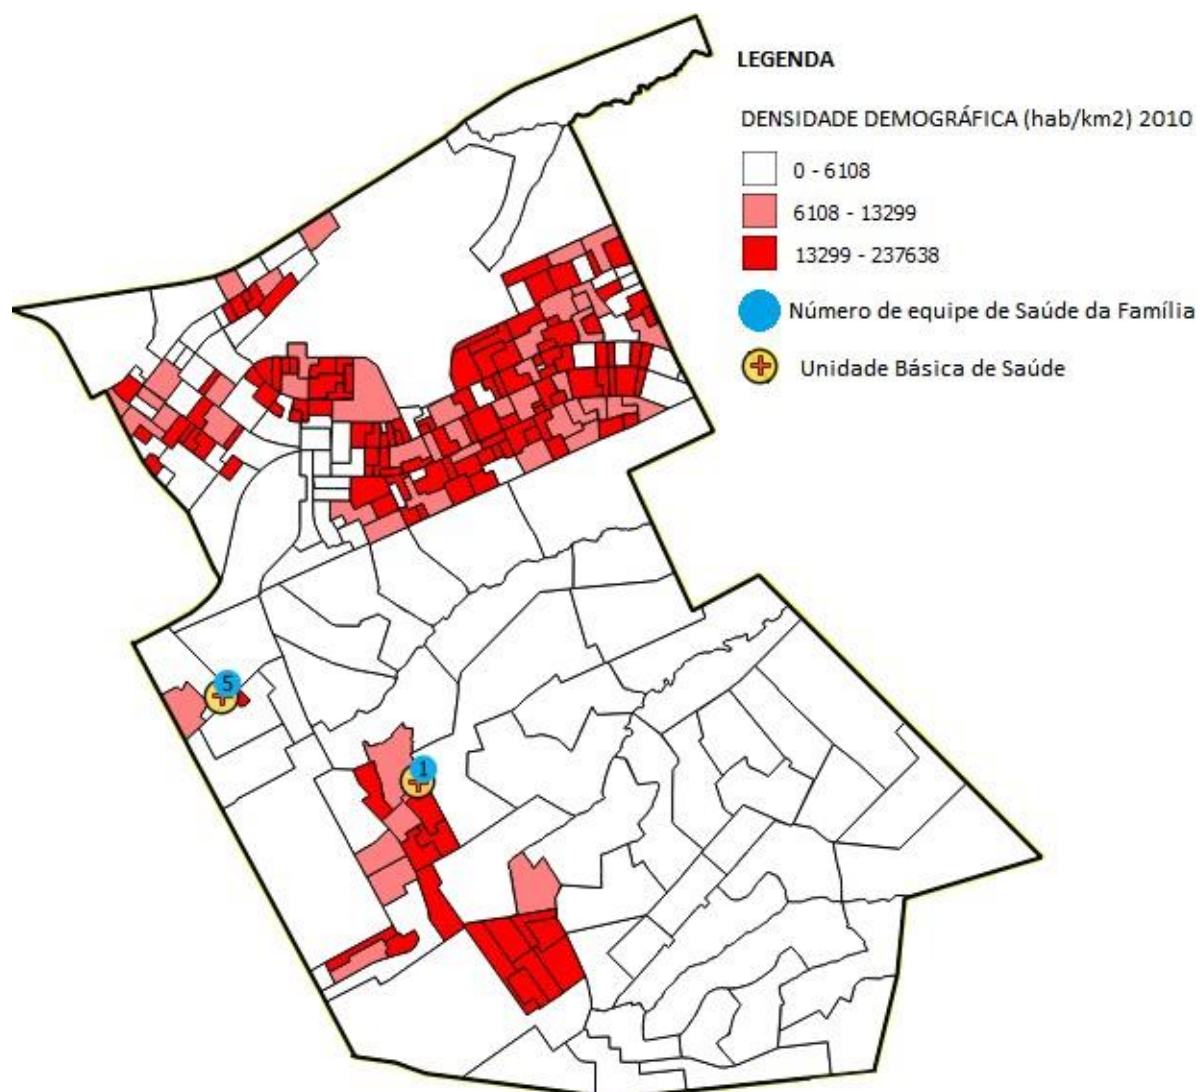 LEGENDA
DENSIDADE DEMOGRÁFICA (hab/km2) 2010
0 - 6108
6108 - 13299
13299 - 237638
Número de equipe de Saúde da Família
Unidade Básica de Saúde
5
1